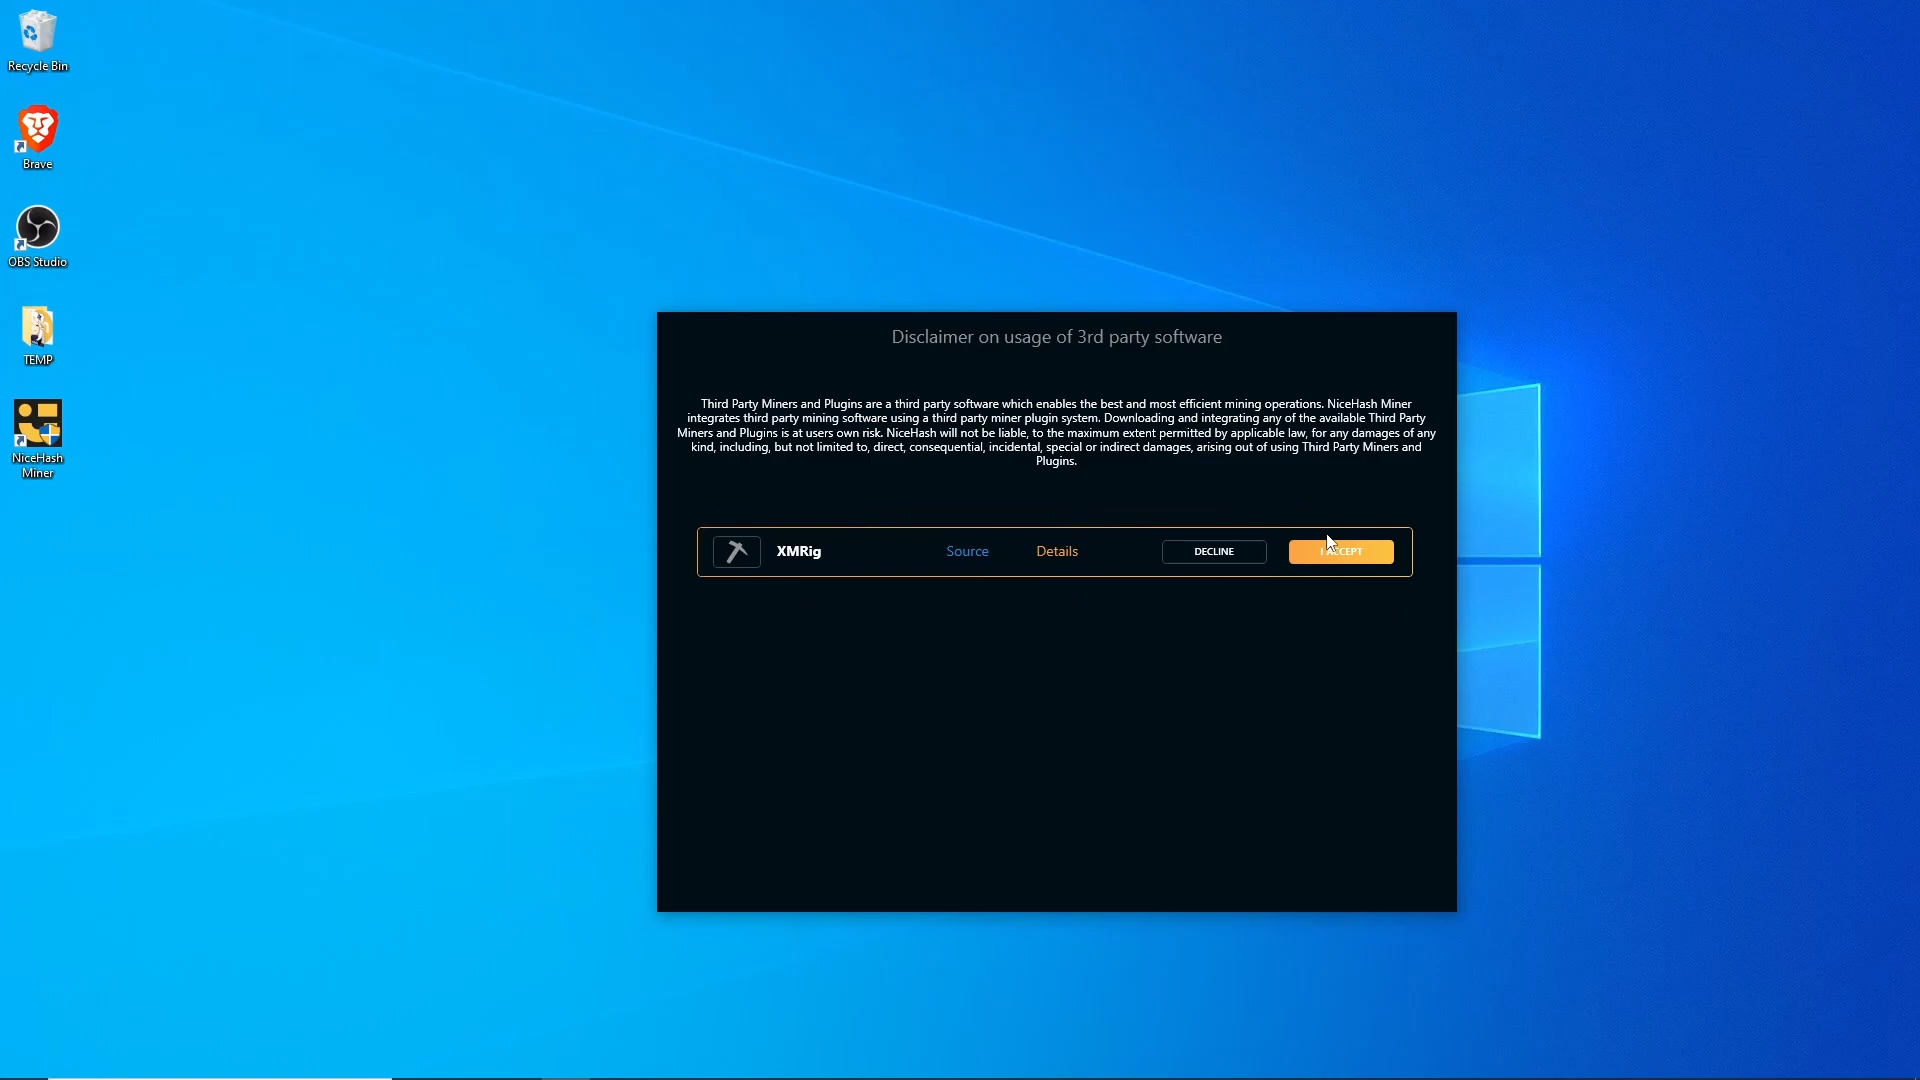 Recycle Bin
Brave
OBS Studio
TEMP
NiceHash
Miner
Disclaimer on usage of 3rd party software
Third Party Miners and Plugins are a third party software which enables the best and most efficient mining operations. NiceHash Miner
integrates third party mining software using a third party miner plugin system. Downloading and integrating any of the available Third Party
Miners and Plugins is at users own risk. NiceHash will not be liable, to the maximum extent permitted by applicable law, for any damages of any
kind, including, but not limited to, direct, consequential, incidental, special or indirect damages, arising out of using Third Party Miners and
Plugins.
XMRig
Source
Details
DECLINE
I ACCEPT